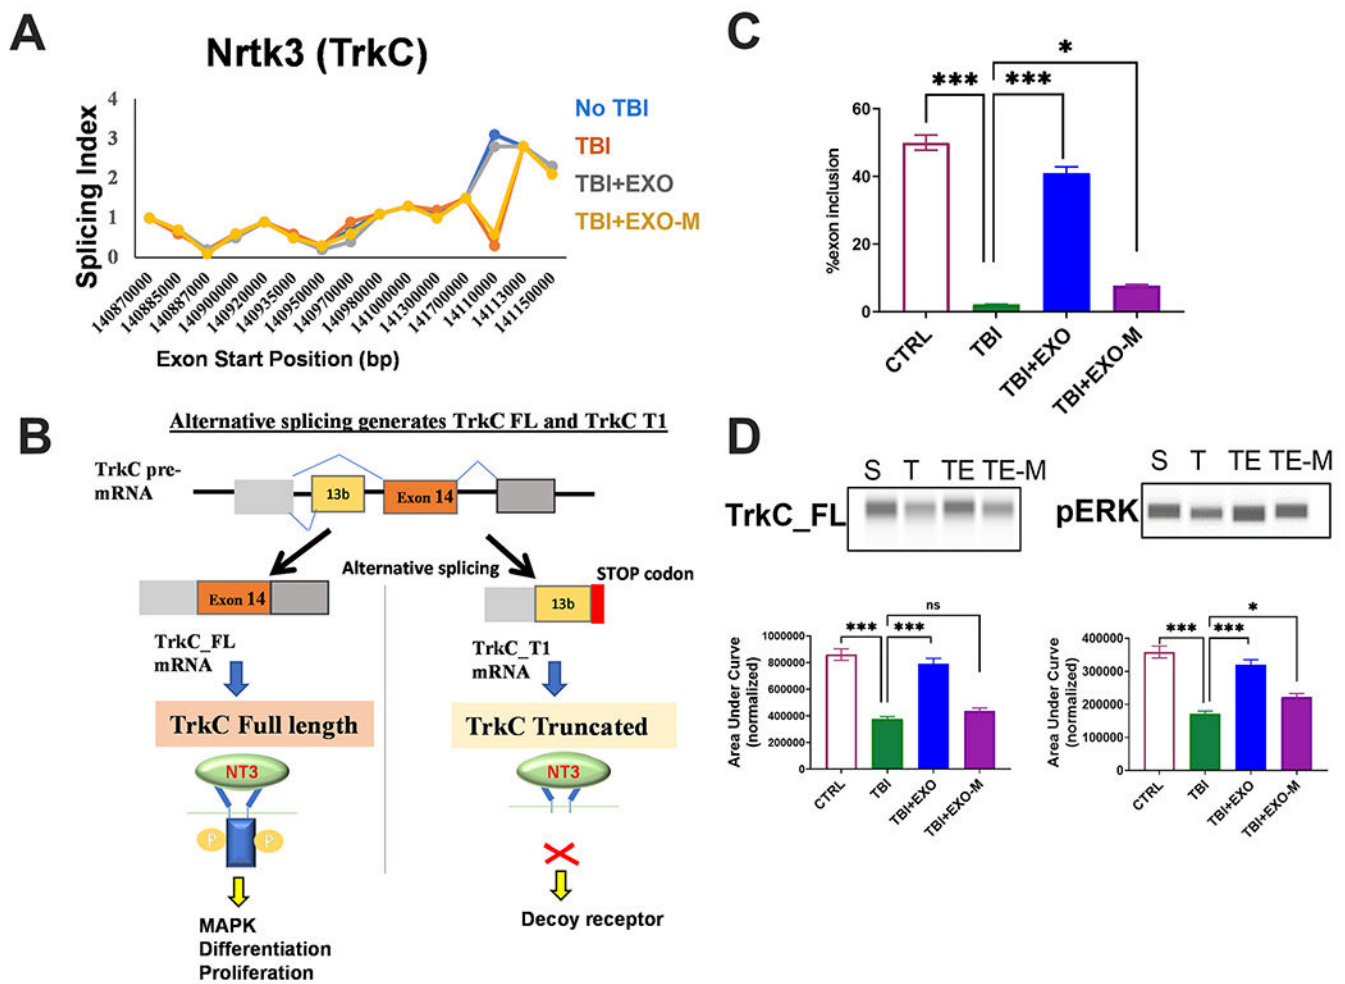 A
Nrtk3 (TrkC)
Splicing Index
4
3
2
1
0
No TBI
TBI
TBI+EXO
TBI+EXO-M
140870000
140885000
140887000
140900000
140920000
140935000
140950000
140970000
140980000
141000000
141300000
141700000
14110000
14113000
141150000
Exon Start Position (bp)
B
Alternative splicing generates TrkC FL and TrkC T1
TrkC pre-
mRNA
13b
Exon 14
Alternative splicing
Exon 14
13b
STOP codon
TrkC_FL
mRNA
TrkC_T1
mRNA
TrkC Full length
TrkC Truncated
NT3
NT3
P
P
MAPK
Differentiation
Proliferation
Decoy receptor
C
%exon inclusion
60
40
20
0
***
***
*
CTRL
TBI
TBI+EXO
TBI+EXO-M
D
TrkC_FL
S T TE TE-M
pERK
S T TE TE-M
Area Under Curve
(normalized)
1000000
800000
600000
400000
200000
0
***
***
ns
CTRL
TBI
TBI+EXO
TBI+EXO-M
Area Under Curve
(normalized)
400000
300000
200000
100000
0
***
***
*
CTRL
TBI
TBI+EXO
TBI+EXO-M